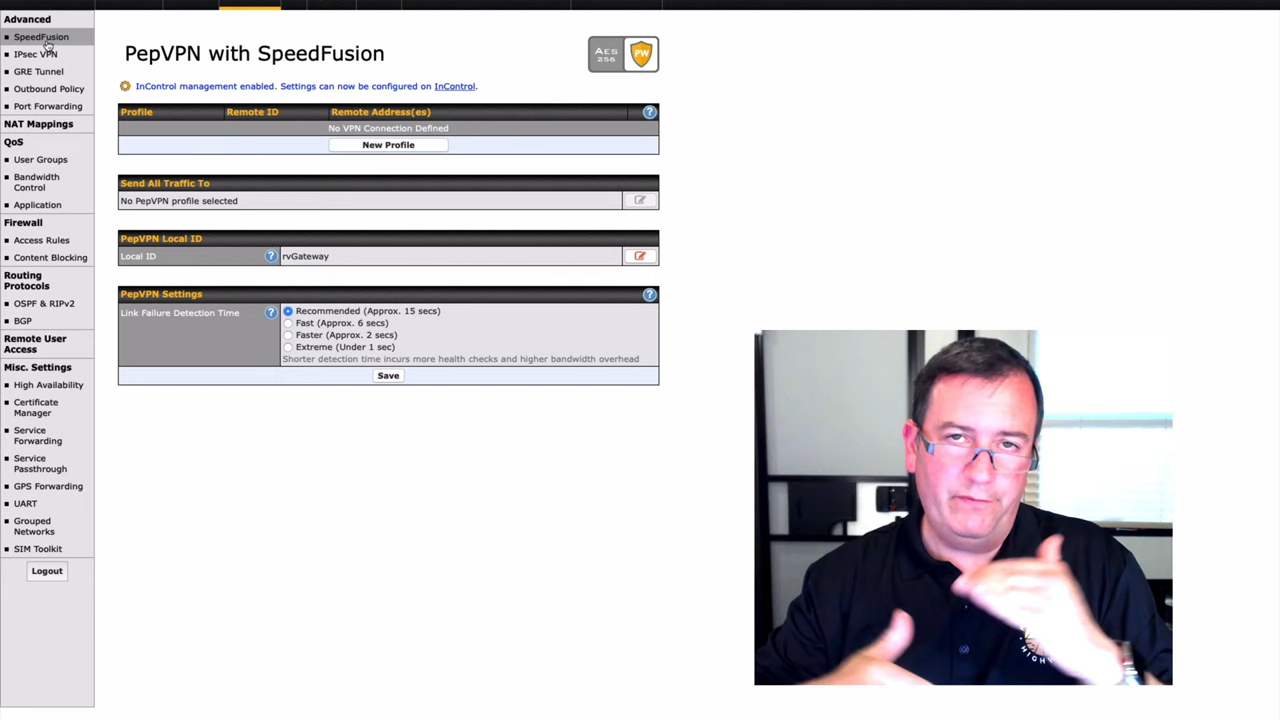 Advanced
SpeedFusion
IPsec VPN
GRE Tunnel
Outbound Policy
Port Forwarding
NAT Mappings
QoS
User Groups
Bandwidth
Control
Application
Firewall
Access Rules
Content Blocking
Routing
Protocols
OSPF & RIPv2
BGP
Remote User
Access
Misc. Settings
High Availability
Certificate
Manager
Service
Forwarding
Service
Passthrough
GPS Forwarding
UART
Grouped
Networks
SIM Toolkit
Logout
PepVPN with SpeedFusion
AES
256
PW
InControl management enabled. Settings can now be configured on InControl.
Profile Remote ID Remote Address(es) ?
No VPN Connection Defined
New Profile
Send All Traffic To
No PepVPN profile selected
PepVPN Local ID
Local ID ? rvGateway
PepVPN Settings ?
Link Failure Detection Time ? Recommended (Approx. 15 secs)
Fast (Approx. 6 secs)
Faster (Approx. 2 secs)
Extreme (Under 1 sec)
Shorter detection time incurs more health checks and higher bandwidth overhead
Save